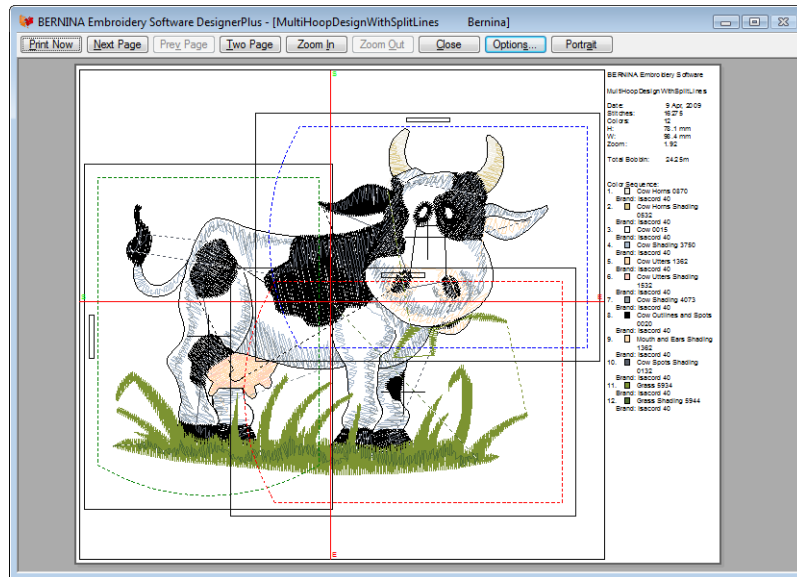 BERNINA Embroidery Software DesignerPlus - [MultiHoopDesignWithSplitLines Bernina]
Print Now Next Page Prev Page Two Page Zoom In Zoom Out Close Options... Portrait
BERNINA Embroidery Software
MultiHoopDesignWithSplitLines
Date: 9 Apr, 2009
Stitches: 16275
Colors: 12
H: 78.1 mm
W: 98.4 mm
Zoom: 1.92
Total Bobbin: 24.25m
Color Sequence:
1. Cow Horns 0870
Brand: Isacord 40
2. Cow Horns Shading
0532
Brand: Isacord 40
3. Cow 0015
Brand: Isacord 40
4. Cow Shading 3750
Brand: Isacord 40
5. Cow Utters 1362
Brand: Isacord 40
6. Cow Utters Shading
1532
Brand: Isacord 40
7. Cow Shading 4073
Brand: Isacord 40
8. Cow Outlines and Spots
0020
Brand: Isacord 40
9. Mouth and Ears Shading
1362
Brand: Isacord 40
10. Cow Spots Shading
0132
Brand: Isacord 40
11. Grass 5934
Brand: Isacord 40
12. Grass Shading 5944
Brand: Isacord 40
S
E